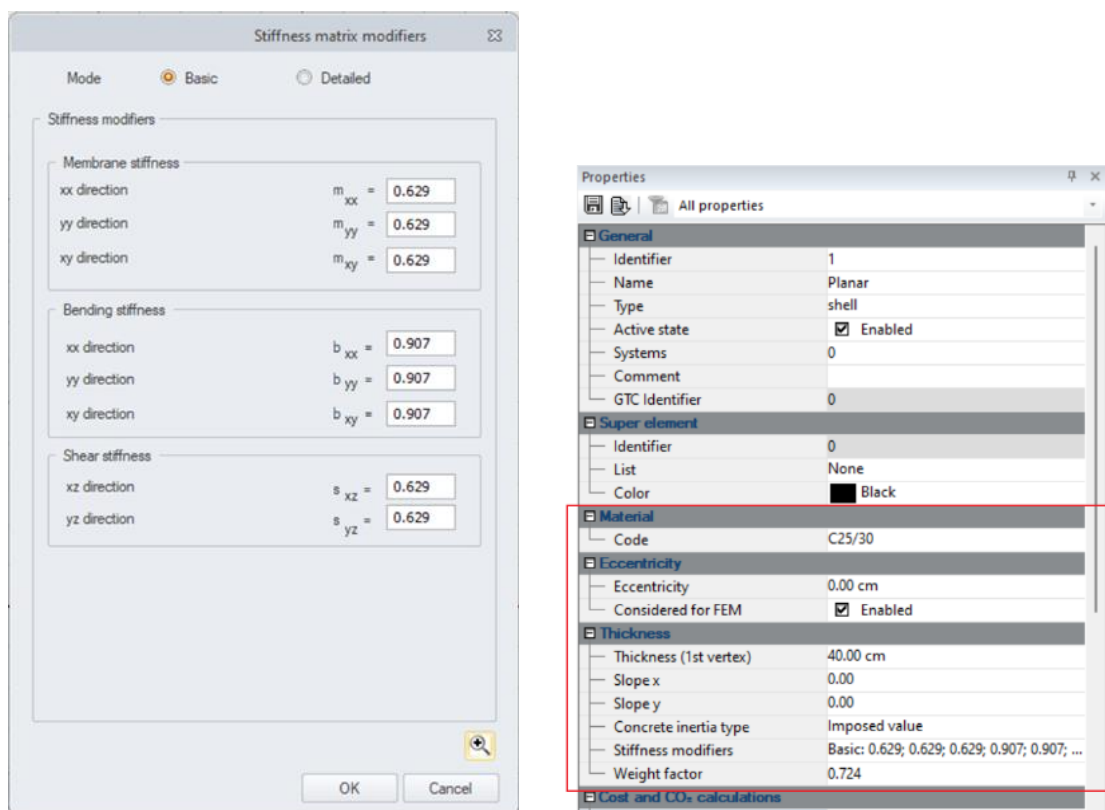 Stiffness matrix modifiers
Mode Basic Detailed
Stiffness modifiers
Membrane stiffness
xx direction m xx = 0.629
yy direction m yy = 0.629
xy direction m xy = 0.629
Bending stiffness
xx direction b xx = 0.907
yy direction b yy = 0.907
xy direction b xy = 0.907
Shear stiffness
xz direction s xz = 0.629
yz direction s yz = 0.629
OK Cancel
Properties
All properties
General
Identifier 1
Name Planar
Type shell
Active state Enabled
Systems 0
Comment
GTC Identifier 0
Super element
Identifier 0
List None
Color Black
Material
Code C25/30
Eccentricity
Eccentricity 0.00 cm
Considered for FEM Enabled
Thickness
Thickness (1st vertex) 40.00 cm
Slope x 0.00
Slope y 0.00
Concrete inertia type Imposed value
Stiffness modifiers Basic: 0.629; 0.629; 0.629; 0.907; 0.907; ...
Weight factor 0.724
Cost and CO₂ calculations